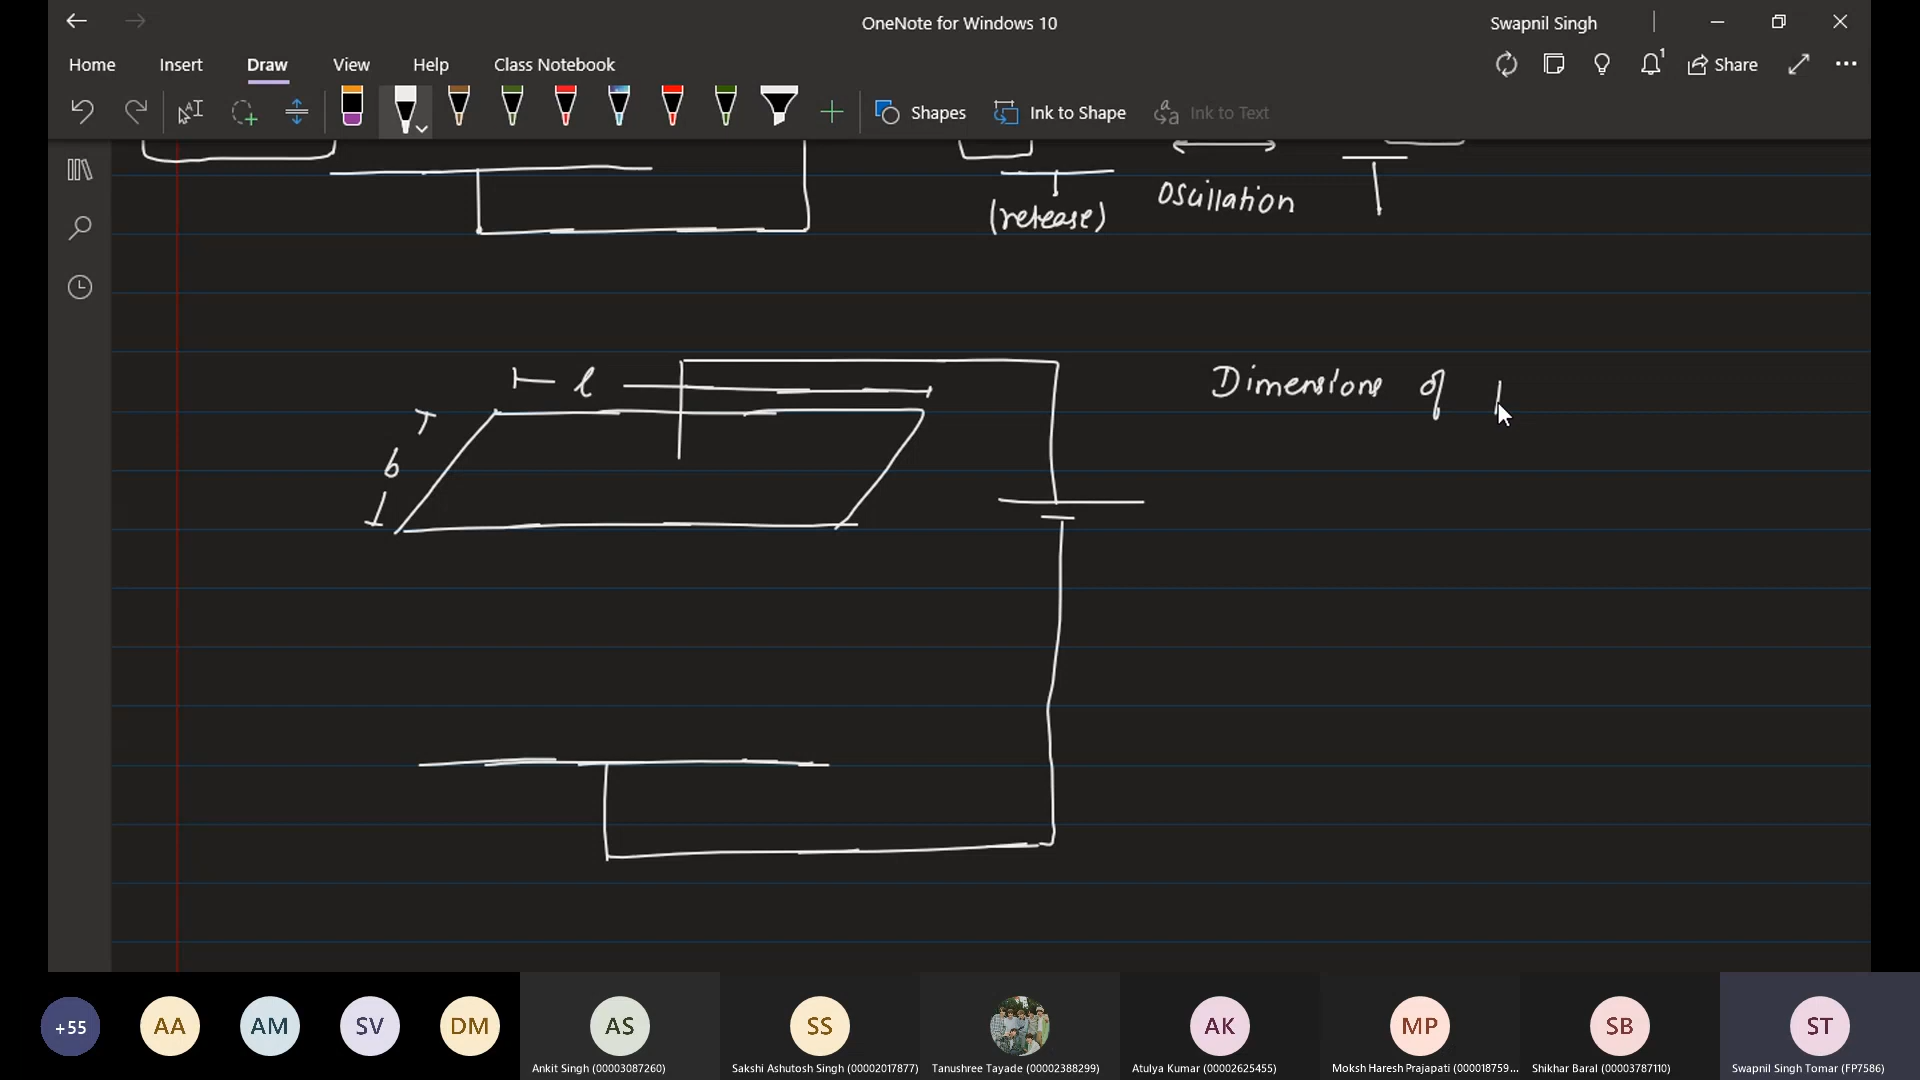 OneNote for Windows 10
Swapnil Singh
Home Insert Draw View Help Class Notebook
1
Share
Shapes
Ink to Shape
Ink to Text
(release)
Oscillation
l
b
Dimensions of
+55
AA
AM
SV
DM
AS
SS
AK
MP
SB
ST
Ankit Singh (00003087260)
Sakshi Ashutosh Singh (00002017877)
Tanushree Tayade (00002388299)
Atulya Kumar (00002625455)
Moksh Haresh Prajapati (000018759...
Shikhar Baral (00003787110)
Swapnil Singh Tomar (FP7586)